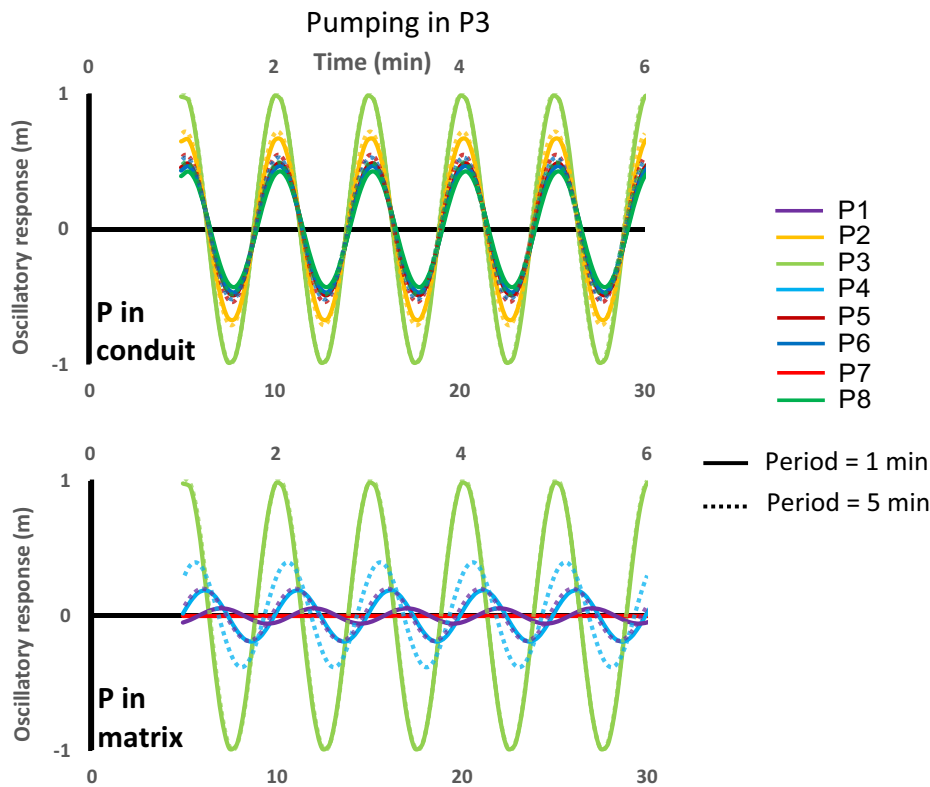 Pumping in P3
Time (min)
0 2 4 6
Oscillatory response (m)
1
0
-1
P in
conduit
0 10 20 30
P1
P2
P3
P4
P5
P6
P7
P8
Period = 1 min
Period = 5 min
0 2 4 6
Oscillatory response (m)
1
0
-1
P in
matrix
0 10 20 30